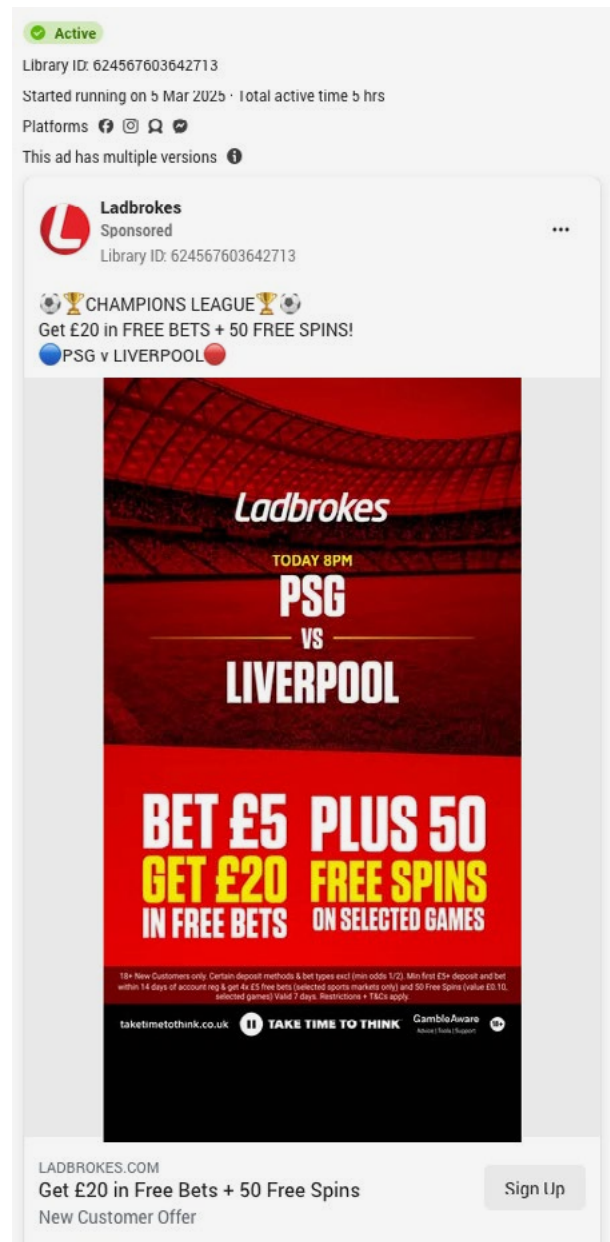 Active
Library ID: 624567603642713
Started running on 5 Mar 2025 · Total active time 5 hrs
Platforms
This ad has multiple versions
Ladbrokes
Sponsored
Library ID: 624567603642713
⚽🏆CHAMPIONS LEAGUE🏆⚽
Get £20 in FREE BETS + 50 FREE SPINS!
🔵PSG v LIVERPOOL🔴
Ladbrokes
TODAY 8PM
PSG
VS
LIVERPOOL
BET £5
GET £20
IN FREE BETS
PLUS 50
FREE SPINS
ON SELECTED GAMES
18+ New Customers only. Certain deposit methods & bet types excl (min odds 1/2). Min first £5+ deposit and bet
within 14 days of account reg & get 4x £5 free bets (selected sports markets only) and 50 Free Spins (value £0.10,
selected games) Valid 7 days. Restrictions + T&Cs apply.
taketimetothink.co.uk TAKE TIME TO THINK GambleAware 18+
Advice | Tools | Support
LADBROKES.COM
Get £20 in Free Bets + 50 Free Spins
New Customer Offer
Sign Up